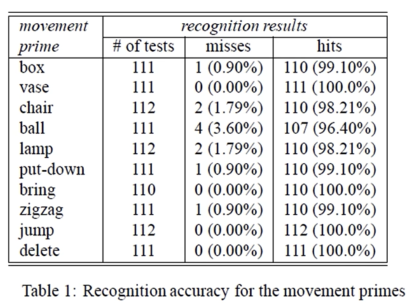 movement prime recognition results
# of tests misses hits
box 111 1 (0.90%) 110 (99.10%)
vase 111 0 (0.00%) 111 (100.0%)
chair 112 2 (1.79%) 110 (98.21%)
ball 111 4 (3.60%) 107 (96.40%)
lamp 112 2 (1.79%) 110 (98.21%)
put-down 111 1 (0.90%) 110 (99.10%)
bring 110 0 (0.00%) 110 (100.0%)
zigzag 111 1 (0.90%) 110 (99.10%)
jump 112 0 (0.00%) 112 (100.0%)
delete 111 0 (0.00%) 111 (100.0%)
Table 1: Recognition accuracy for the movement primes